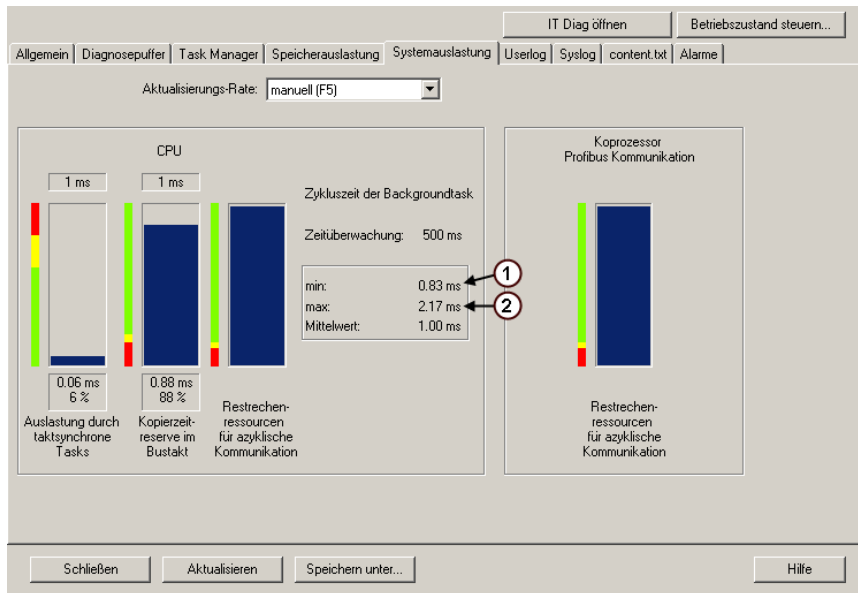 IT Diag öffnen
Betriebszustand steuern...
Allgemein
Diagnosepuffer
Task Manager
Speicherauslastung
Systemauslastung
Userlog
Syslog
content.txt
Alarme
Aktualisierungs-Rate:
manuell (F5)
CPU
1 ms
1 ms
0.06 ms
6 %
0.88 ms
88 %
Auslastung durch
taktsynchrone
Tasks
Kopierzeit-
reserve im
Bustakt
Restrechen-
ressourcen
für azyklische
Kommunikation
Zykluszeit der Backgroundtask
Zeitüberwachung: 500 ms
min: 0.83 ms
1
max: 2.17 ms
2
Mittelwert: 1.00 ms
Koprozessor
Profibus Kommunikation
Restrechen-
ressourcen
für azyklische
Kommunikation
Schließen
Aktualisieren
Speichern unter...
Hilfe